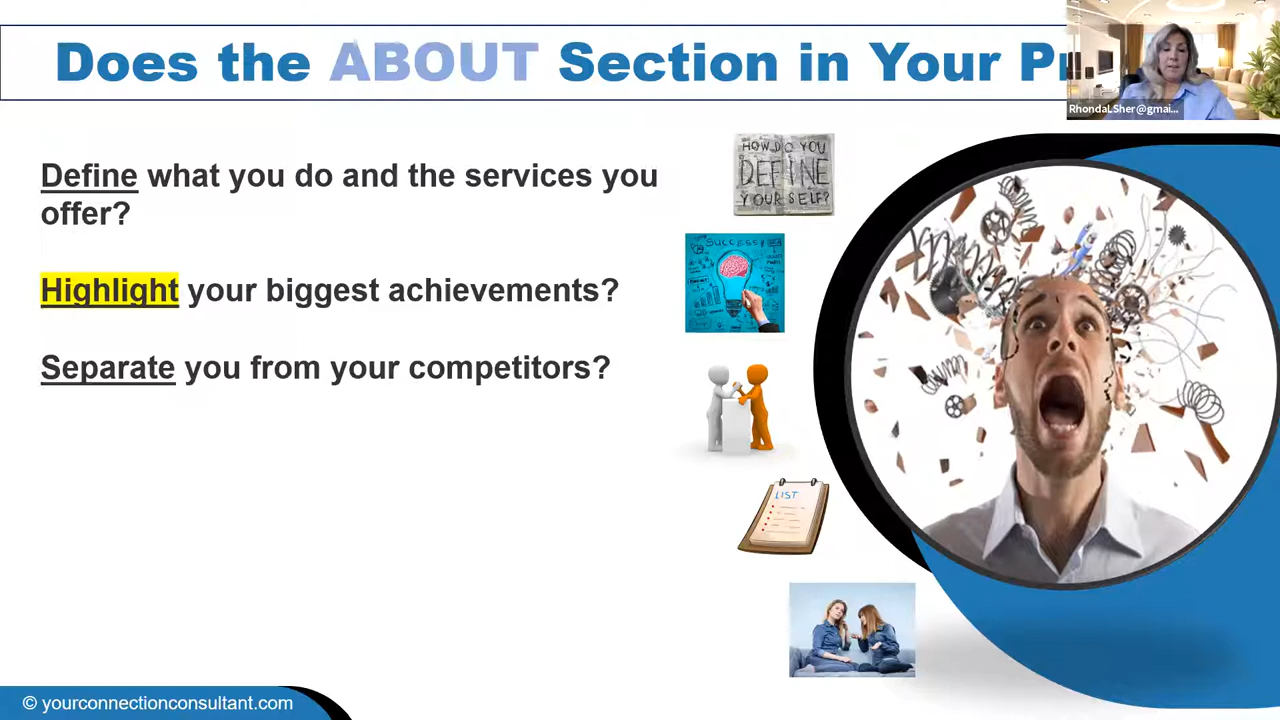 Does the ABOUT Section in Your Pr
RhondaLSher@gmai...
Define what you do and the services you
offer?
HOW DO YOU
DEFINE
YOURSELF?
SUCCESS!
Highlight your biggest achievements?
Separate you from your competitors?
LIST
© yourconnectionconsultant.com